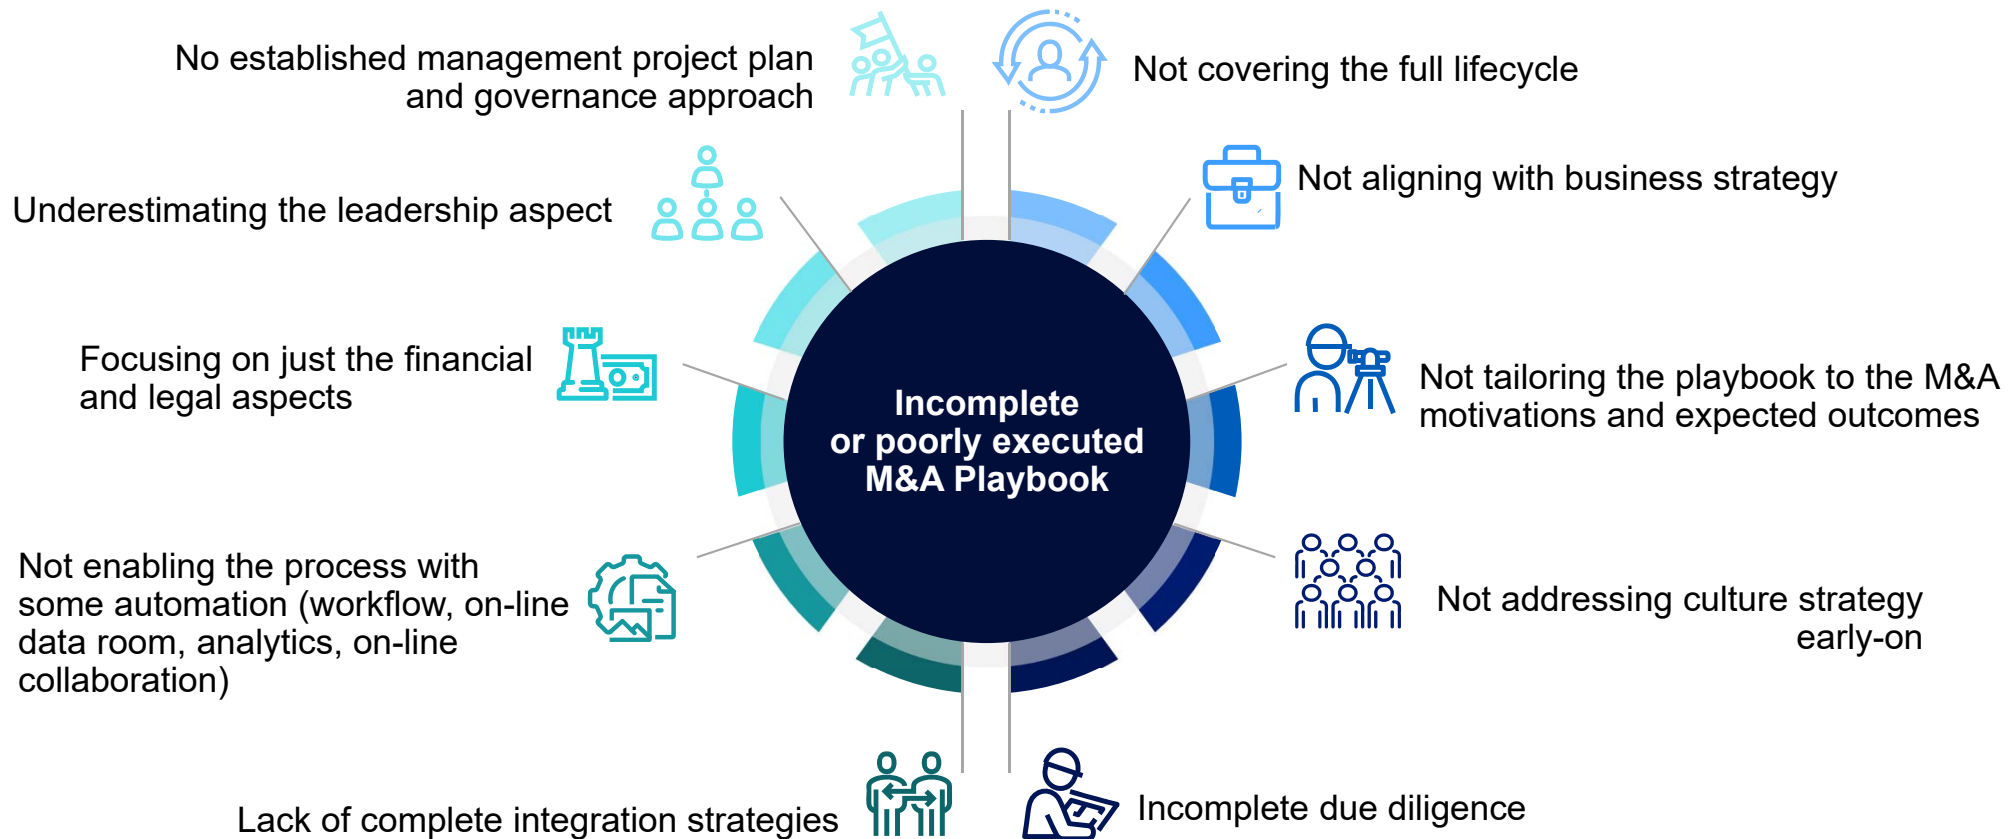 No established management project plan
and governance approach
Not covering the full lifecycle
Underestimating the leadership aspect
Not aligning with business strategy
Focusing on just the financial
and legal aspects
Not tailoring the playbook to the M&A
motivations and expected outcomes
Incomplete
or poorly executed
M&A Playbook
Not enabling the process with
some automation (workflow, on-line
data room, analytics, on-line
collaboration)
Not addressing culture strategy
early-on
Lack of complete integration strategies
Incomplete due diligence